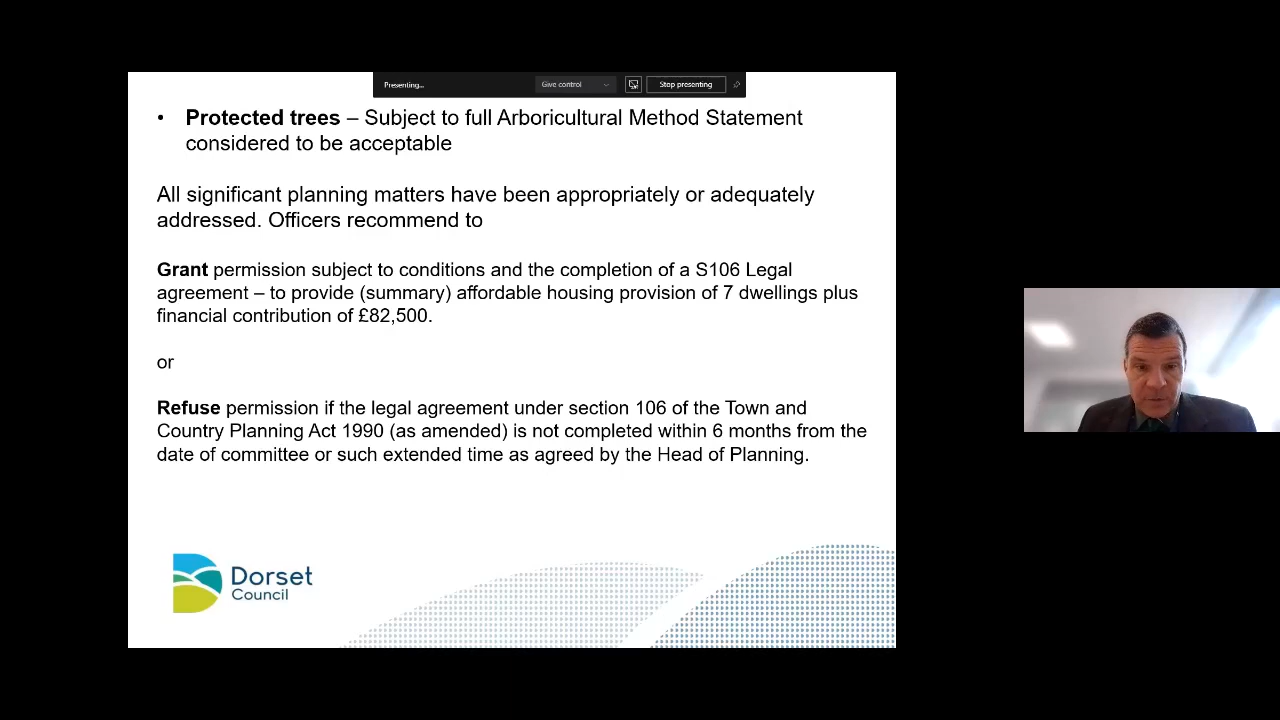 Presenting... Give control Stop presenting
• Protected trees – Subject to full Arboricultural Method Statement
considered to be acceptable
All significant planning matters have been appropriately or adequately
addressed. Officers recommend to
Grant permission subject to conditions and the completion of a S106 Legal
agreement – to provide (summary) affordable housing provision of 7 dwellings plus
financial contribution of £82,500.
or
Refuse permission if the legal agreement under section 106 of the Town and
Country Planning Act 1990 (as amended) is not completed within 6 months from the
date of committee or such extended time as agreed by the Head of Planning.
Dorset
Council